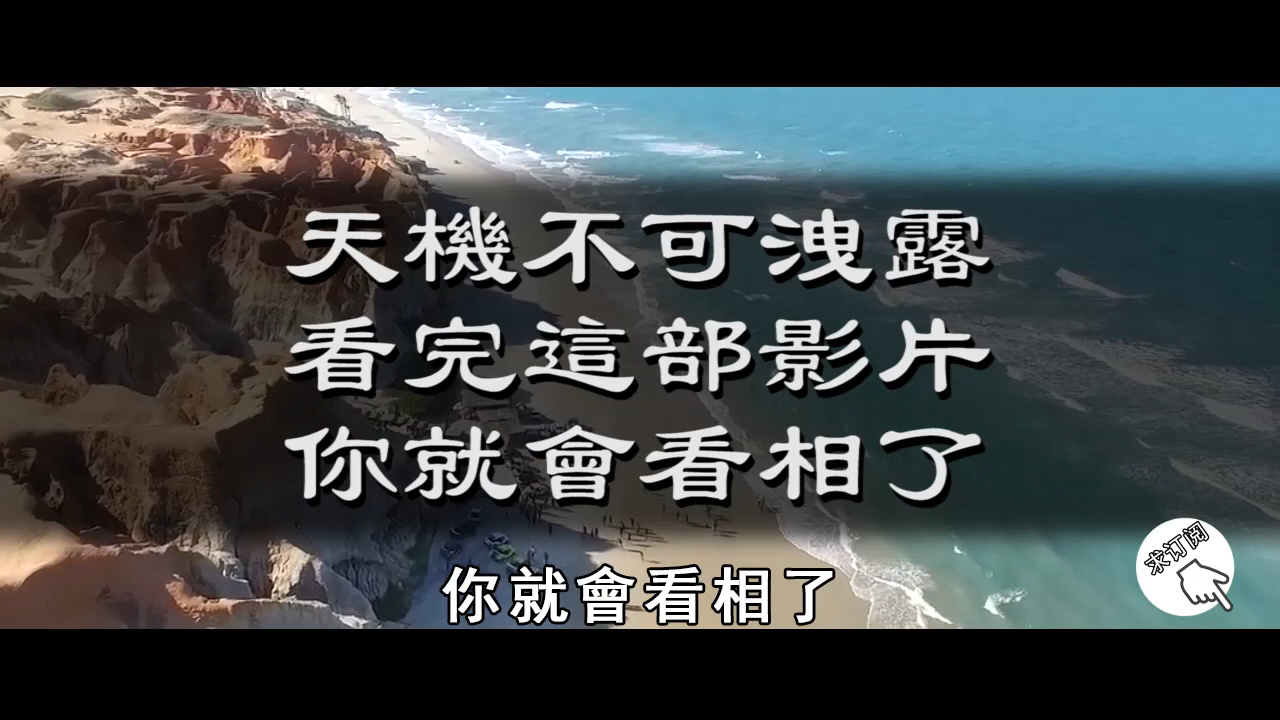 天機不可洩露
看完這部影片
你就會看相了
求订阅
你就會看相了